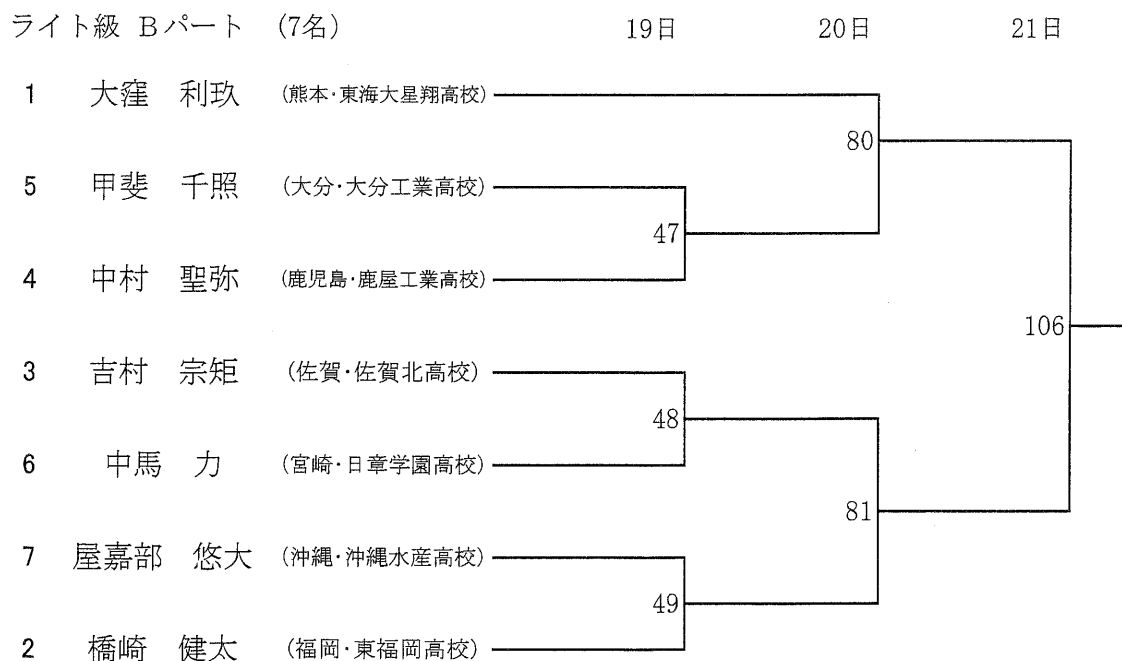 ライト級 Bパート (7名) 19日 20日 21日
1 大窪 利玖 (熊本・東海大星翔高校)
80
5 甲斐 千照 (大分・大分工業高校)
47
4 中村 聖弥 (鹿児島・鹿屋工業高校)
106
3 吉村 宗矩 (佐賀・佐賀北高校)
48
6 中馬 力 (宮崎・日章学園高校)
81
7 屋嘉部 悠大 (沖縄・沖縄水産高校)
49
2 橋崎 健太 (福岡・東福岡高校)